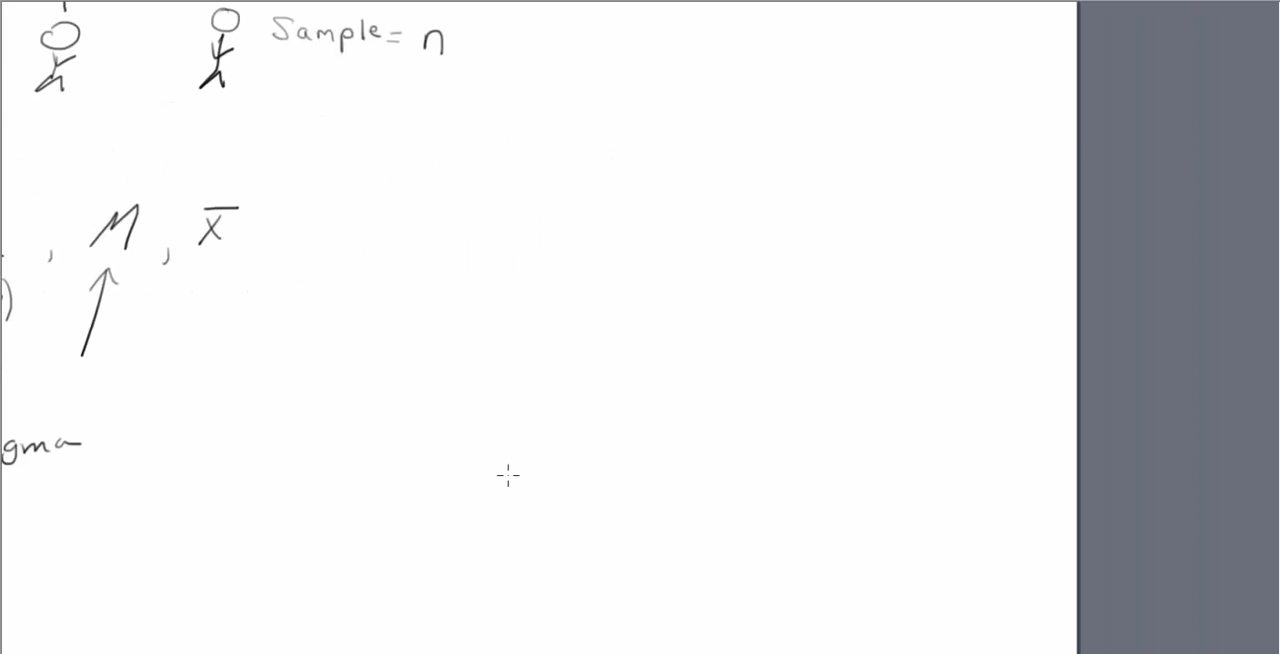 Sample = n
, M , x̄
)
gma